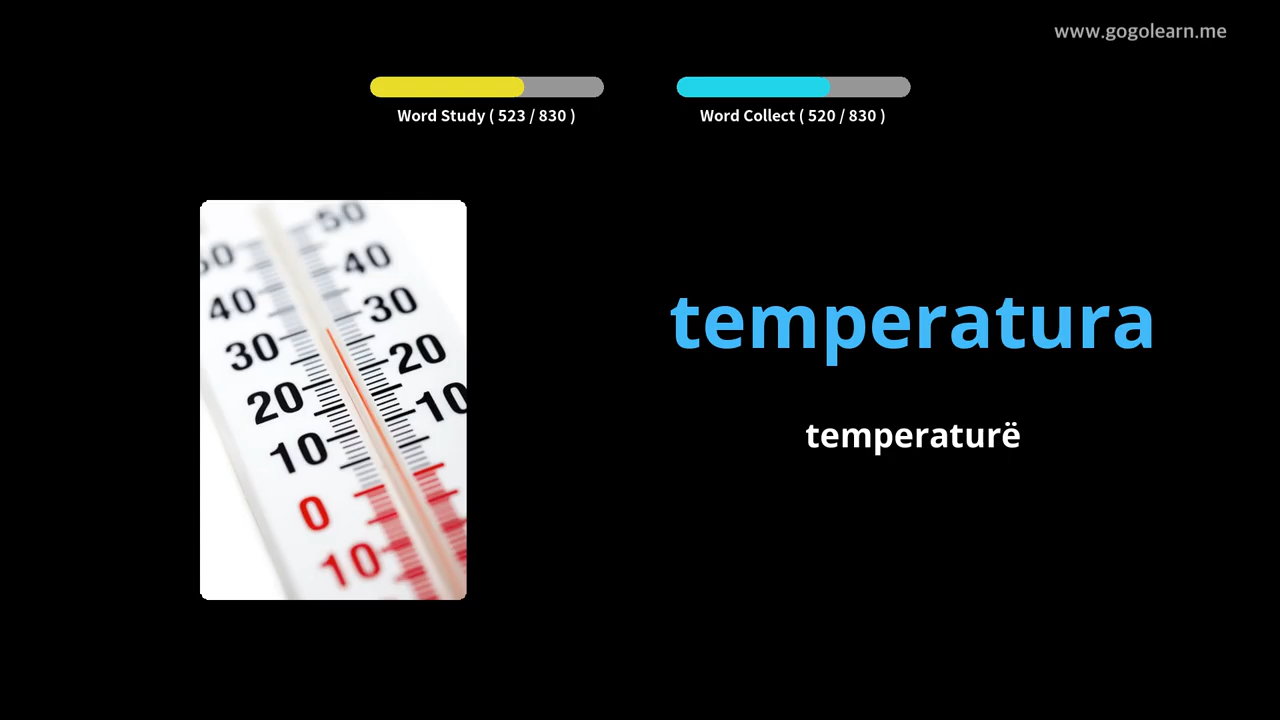 www.gogolearn.me
Word Study ( 523 / 830 )
Word Collect ( 520 / 830 )
50
40
40
30
30
20
20
10
10
0
10
temperatura
temperaturë